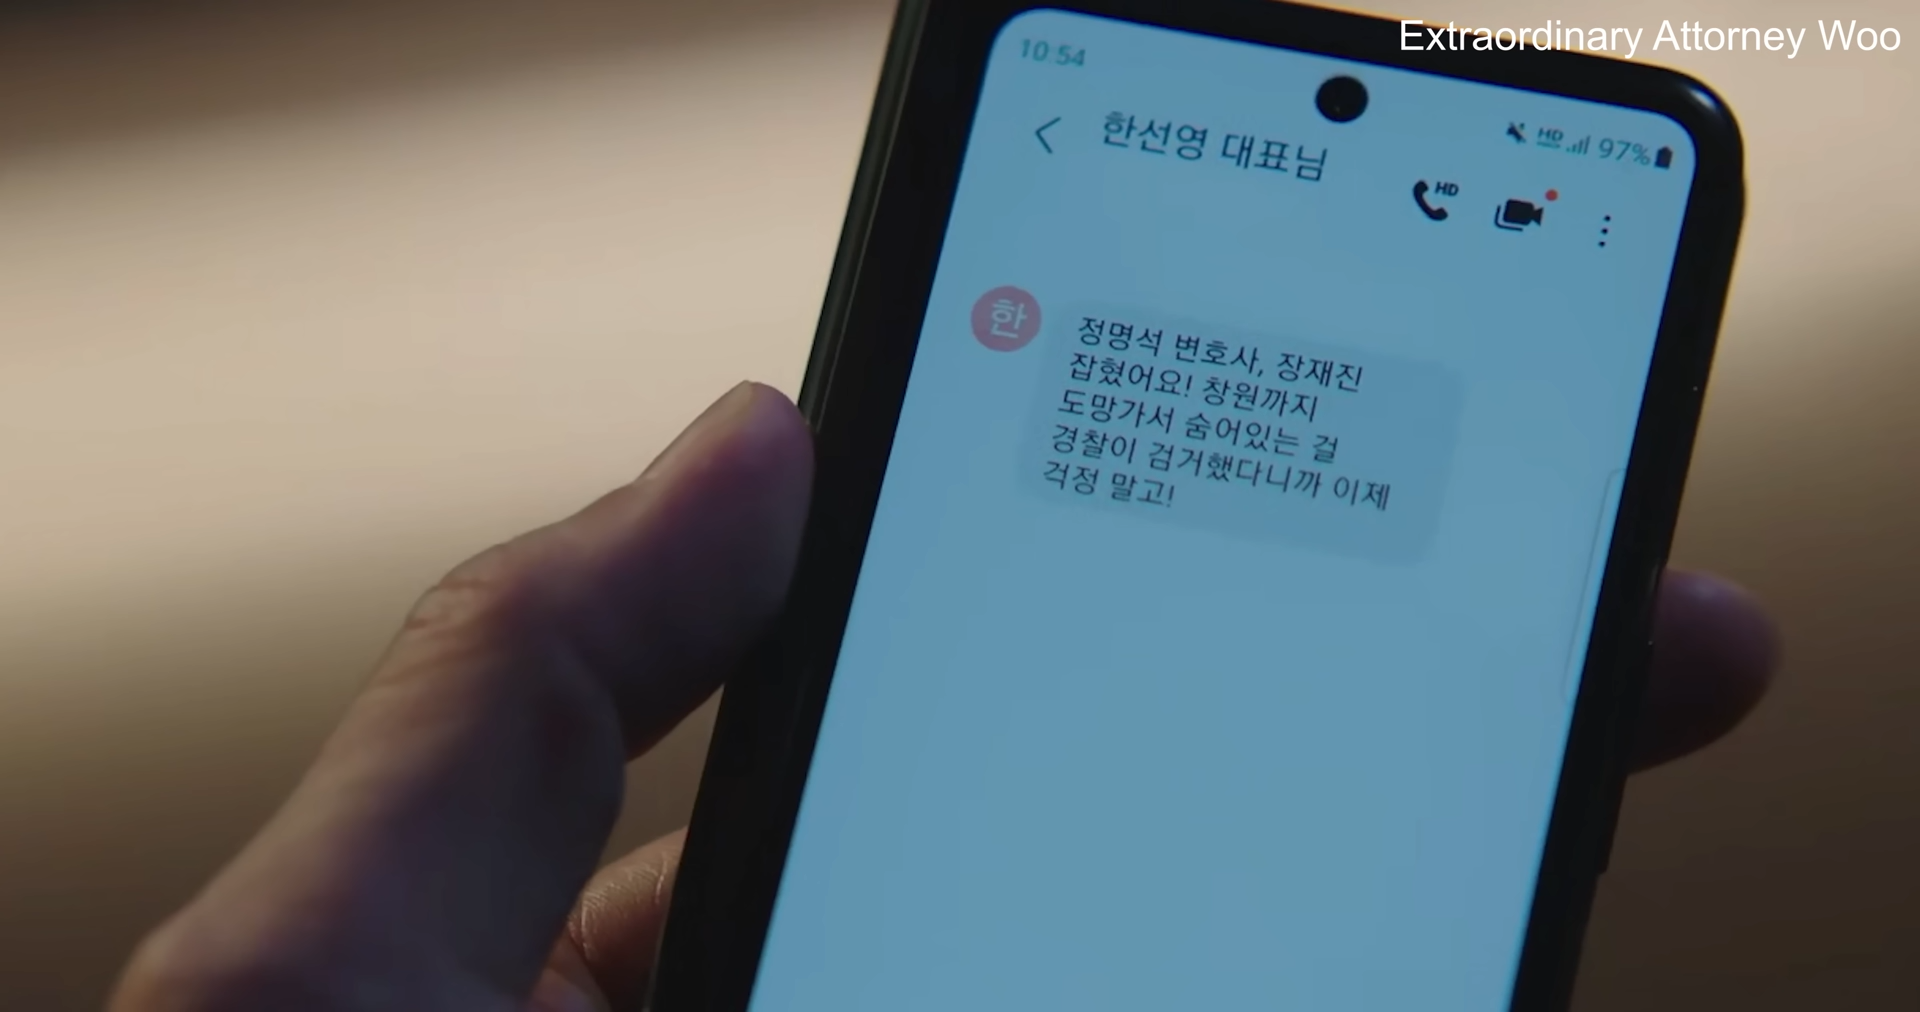 Extraordinary Attorney Woo
10:54
HD 97%
한선영 대표님
HD
한
정명석 변호사, 장재진
잡혔어요! 창원까지
도망가서 숨어있는 걸
경찰이 검거했다니까 이제
걱정 말고!